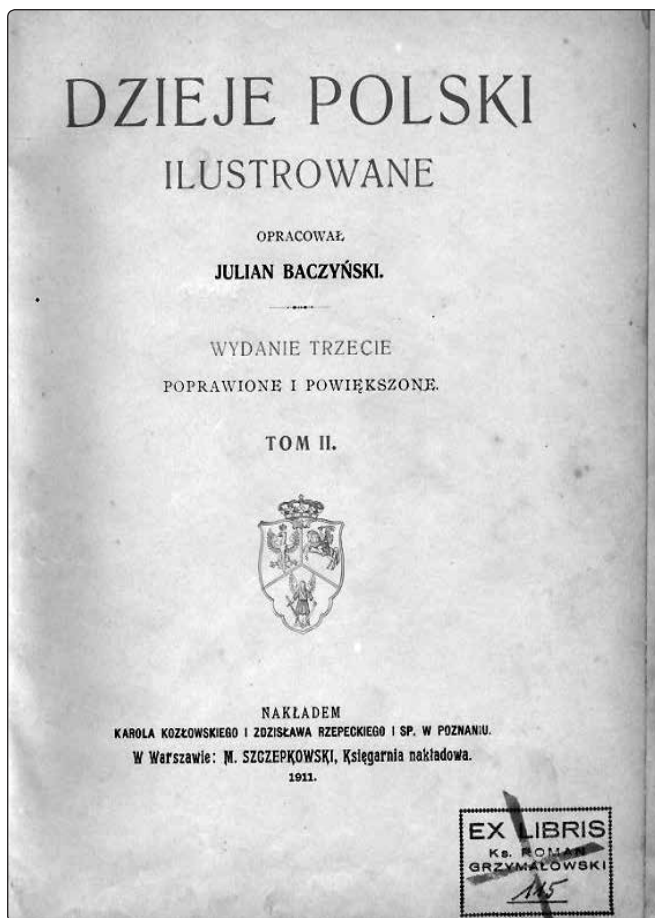 DZIEJE POLSKI
ILUSTROWANE
OPRACOWAŁ
JULIAN BACZYŃSKI.
WYDANIE TRZECIE
POPRAWIONE I POWIĘKSZONE.
TOM II.
NAKŁADEM
KAROLA KOZŁOWSKIEGO I ZDZISŁAWA RZEPECKIEGO I SP. W POZNANIU.
W Warszawie: M. SZCZEPKOWSKI, Księgarnia nakładowa.
1911.
EX LIBRIS
Ks. ROMAN
GRZYMAŁOWSKI
115